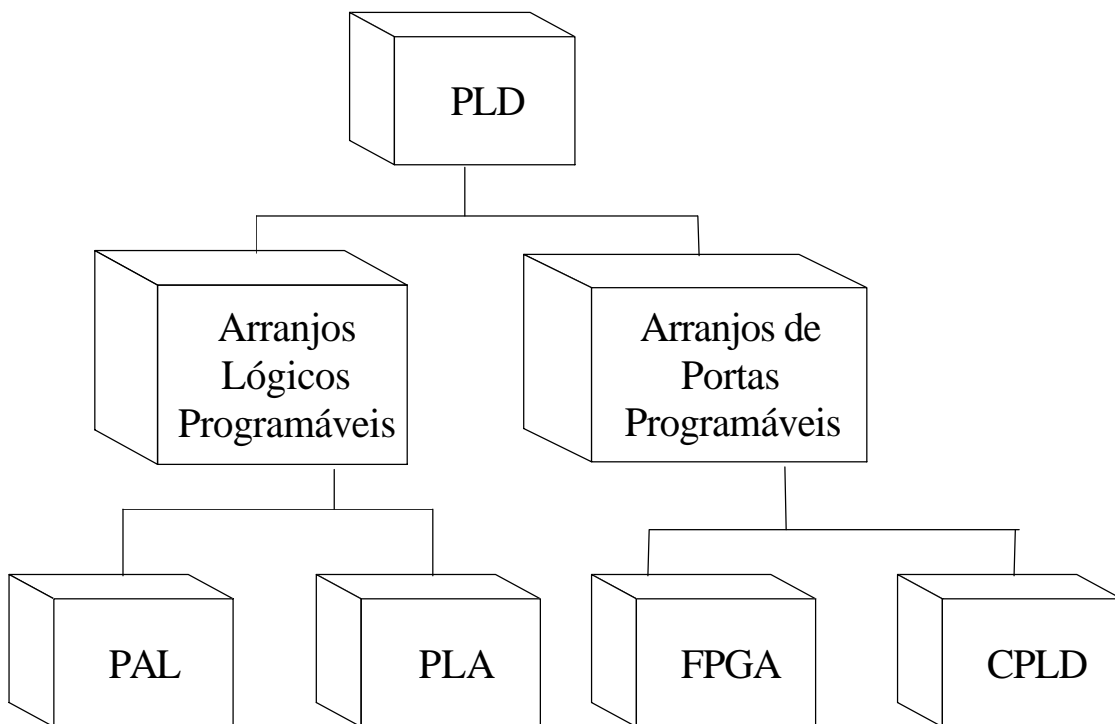 PLD
Arranjos
Lógicos
Programáveis
Arranjos de
Portas
Programáveis
PAL
PLA
FPGA
CPLD